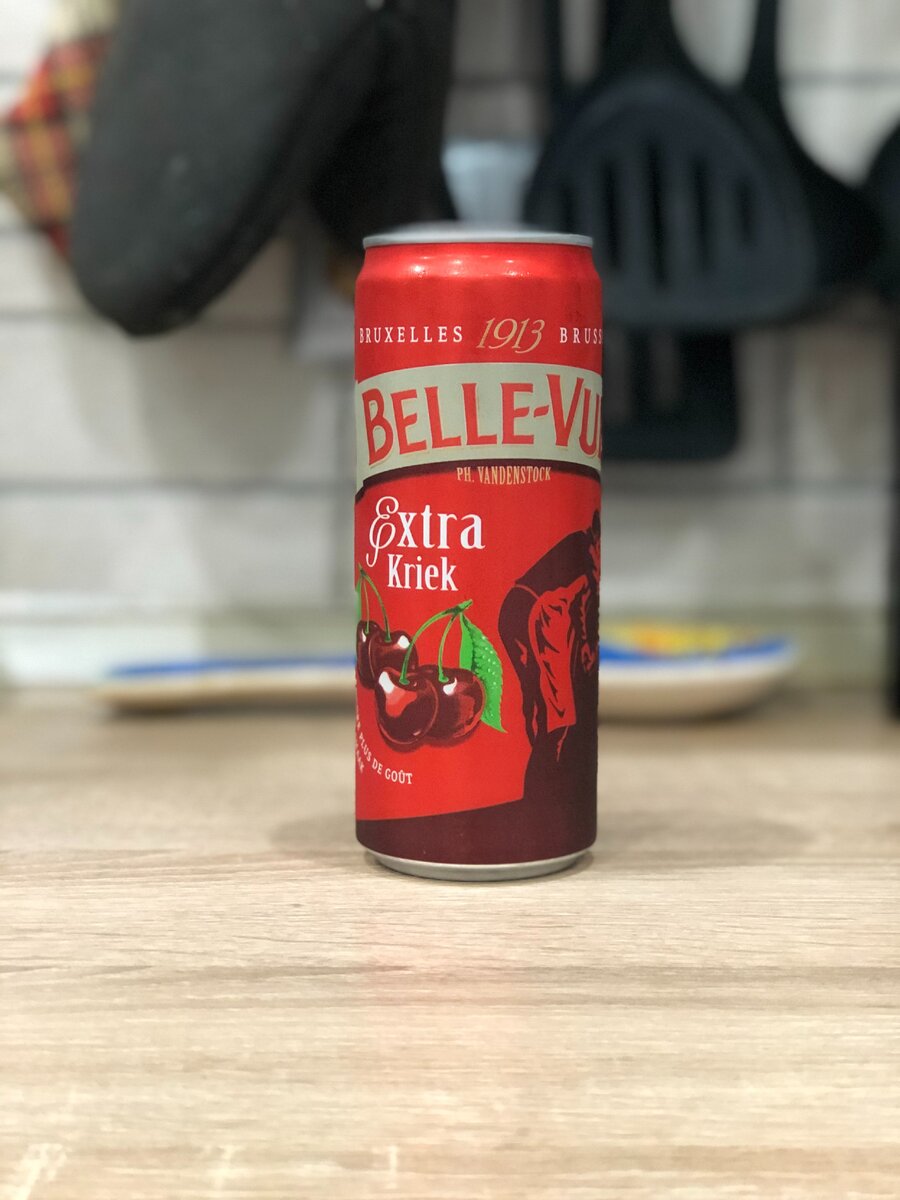 BRUXELLES 1913 BRUSS
BELLE-VU
PH. VANDENSTOCK
Extra
Kriek
PLUS DE GOÛT